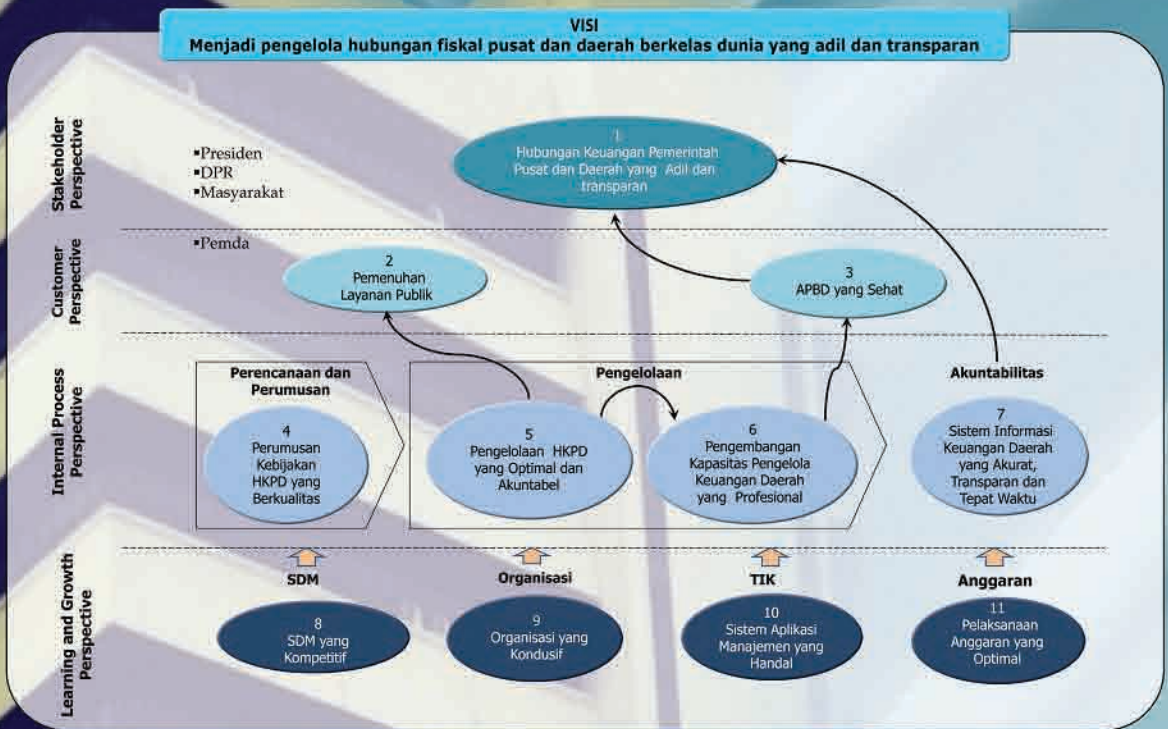 VISI
Menjadi pengelola hubungan fiskal pusat dan daerah berkelas dunia yang adil dan transparan
Stakeholder
Perspective
▪Presiden
▪DPR
▪Masyarakat
1
Hubungan Keuangan Pemerintah
Pusat dan Daerah yang Adil dan
transparan
Customer
Perspective
▪Pemda
2
Pemenuhan
Layanan Publik
3
APBD yang Sehat
Internal Process
Perspective
Perencanaan dan
Perumusan
4
Perumusan
Kebijakan
HKPD yang
Berkualitas
Pengelolaan
5
Pengelolaan HKPD
yang Optimal dan
Akuntabel
6
Pengembangan
Kapasitas Pengelola
Keuangan Daerah
yang Profesional
Akuntabilitas
7
Sistem Informasi
Keuangan Daerah
yang Akurat,
Transparan dan
Tepat Waktu
Learning and Growth
Perspective
SDM
8
SDM yang
Kompetitif
Organisasi
9
Organisasi yang
Kondusif
TIK
10
Sistem Aplikasi
Manajemen yang
Handal
Anggaran
11
Pelaksanaan
Anggaran yang
Optimal